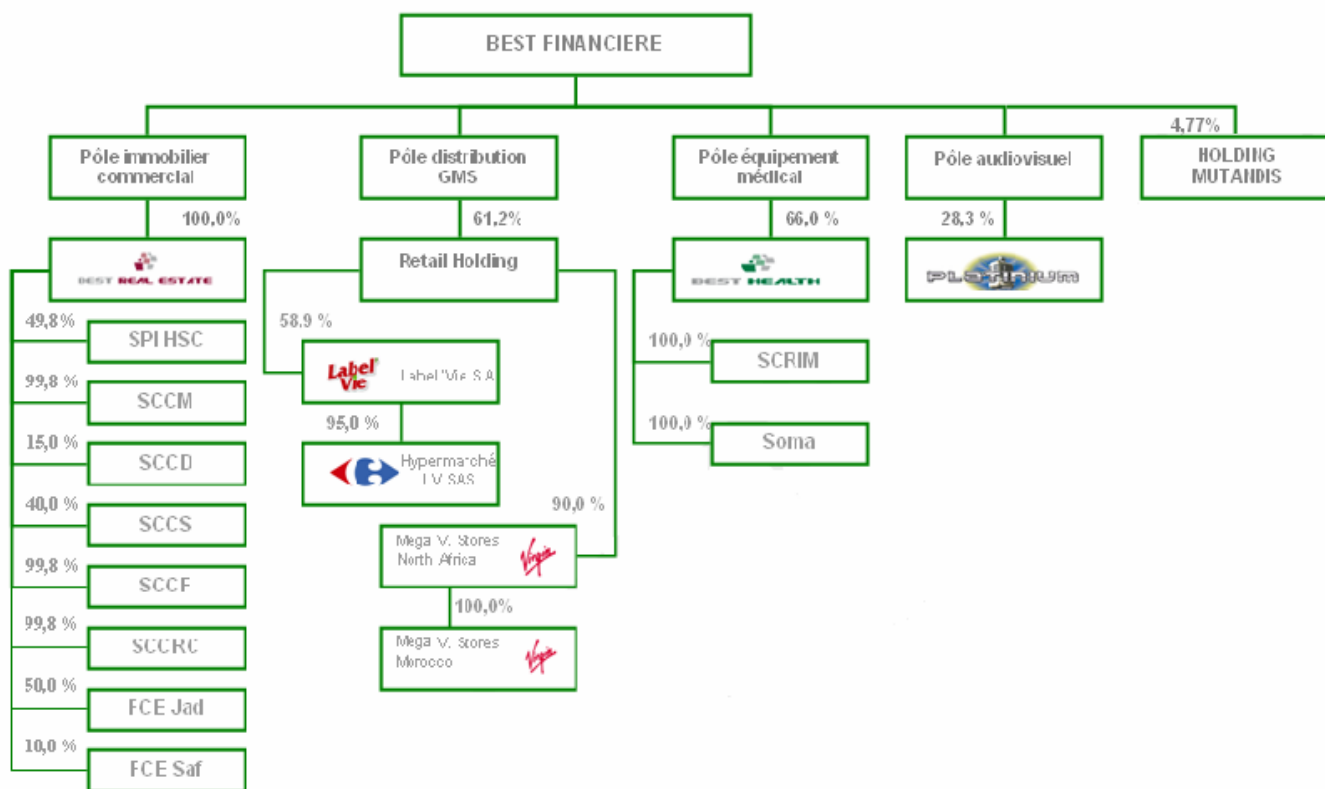 BEST FINANCIERE
4,77%
Pôle immobilier
commercial
Pôle distribution
GMS
Pôle équipement
médical
Pôle audiovisuel
HOLDING
MUTANDIS
100,0%
61,2%
66,0 %
28,3 %
BEST REAL ESTATE
Retail Holding
BEST HEALTH
PLATINIUM
49,8 %
SPI HSC
99,8 %
SCCM
15,0 %
SCCD
40,0 %
SCCS
99,8 %
SCCF
99,8 %
SCCRC
50,0 %
FCE Jad
10,0 %
FCE Saf
58.9 %
Label'Vie
Label'Vie S.A
95,0 %
Hypermarché
LV SAS
90,0 %
Mega V. Stores
North Africa
Virgin
100,0%
Mega V. Stores
Morocco
Virgin
100,0 %
SCRIM
100,0 %
Soma